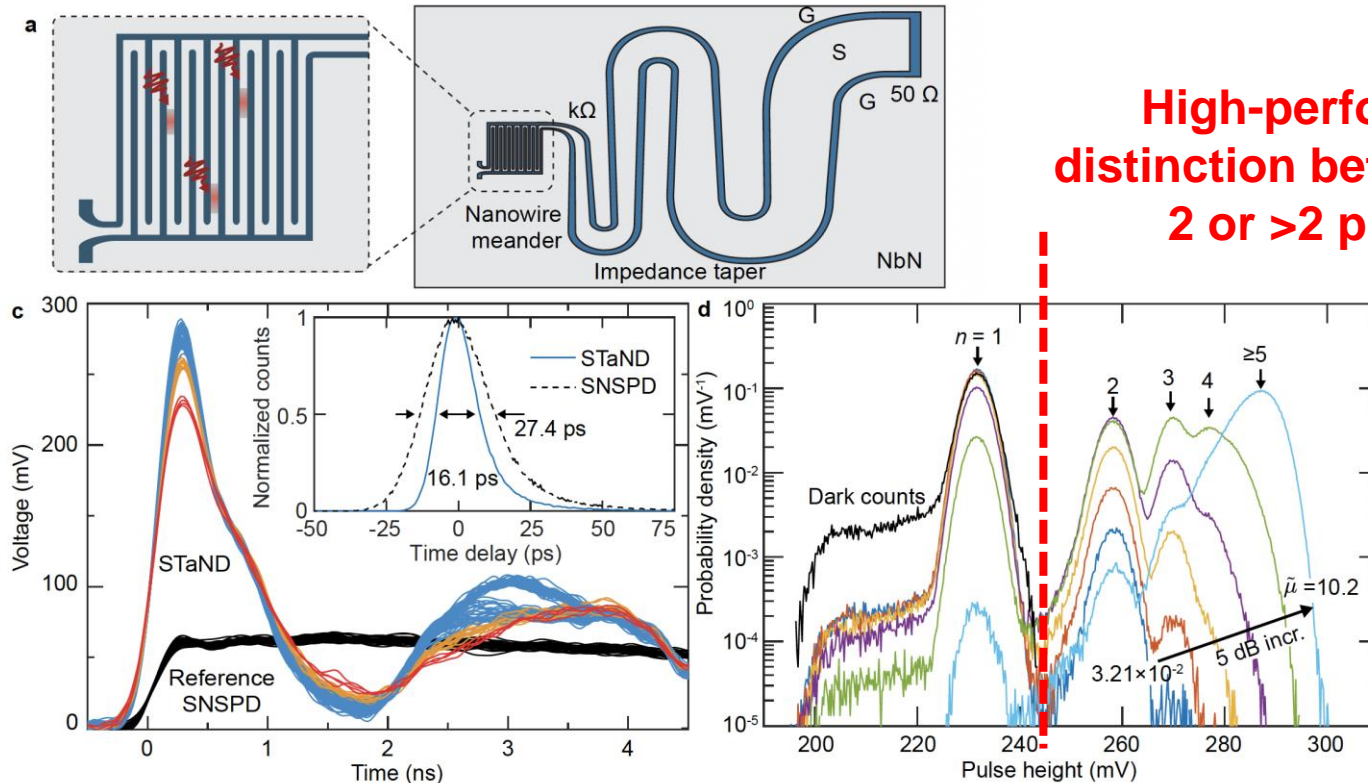 a
G
S
G
50 Ω
kΩ
Nanowire
meander
Impedance taper
NbN
distinction
2 or >2
c
300
200
100
0
Voltage (mV)
STaND
Reference
SNSPD
0
1
2
3
4
Time (ns)
1
0.5
0
Normalized counts
STaND
SNSPD
27.4 ps
16.1 ps
-50
-25
0
25
50
75
Time delay (ps)
d
10⁰
10⁻¹
10⁻²
10⁻³
10⁻⁴
10⁻⁵
Probability density (mV⁻¹)
n = 1
2
3
4
≥5
Dark counts
μ̃ =10.2
5 dB incr.
3.21×10⁻²
200
220
240
260
280
300
Pulse height (mV)